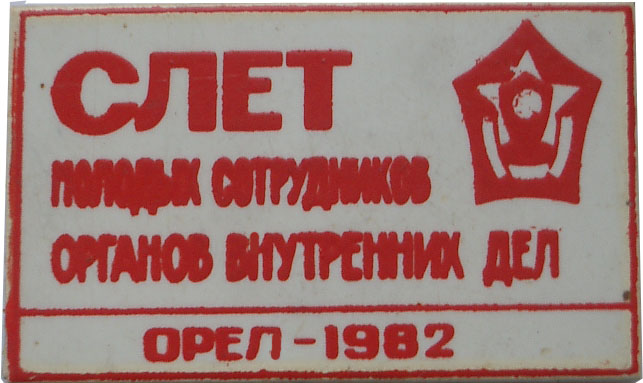 СЛЕТ
МОЛОДЫХ СОТРУДНИКОВ
ОРГАНОВ ВНУТРЕННИХ ДЕЛ
ОРЕЛ - 1982